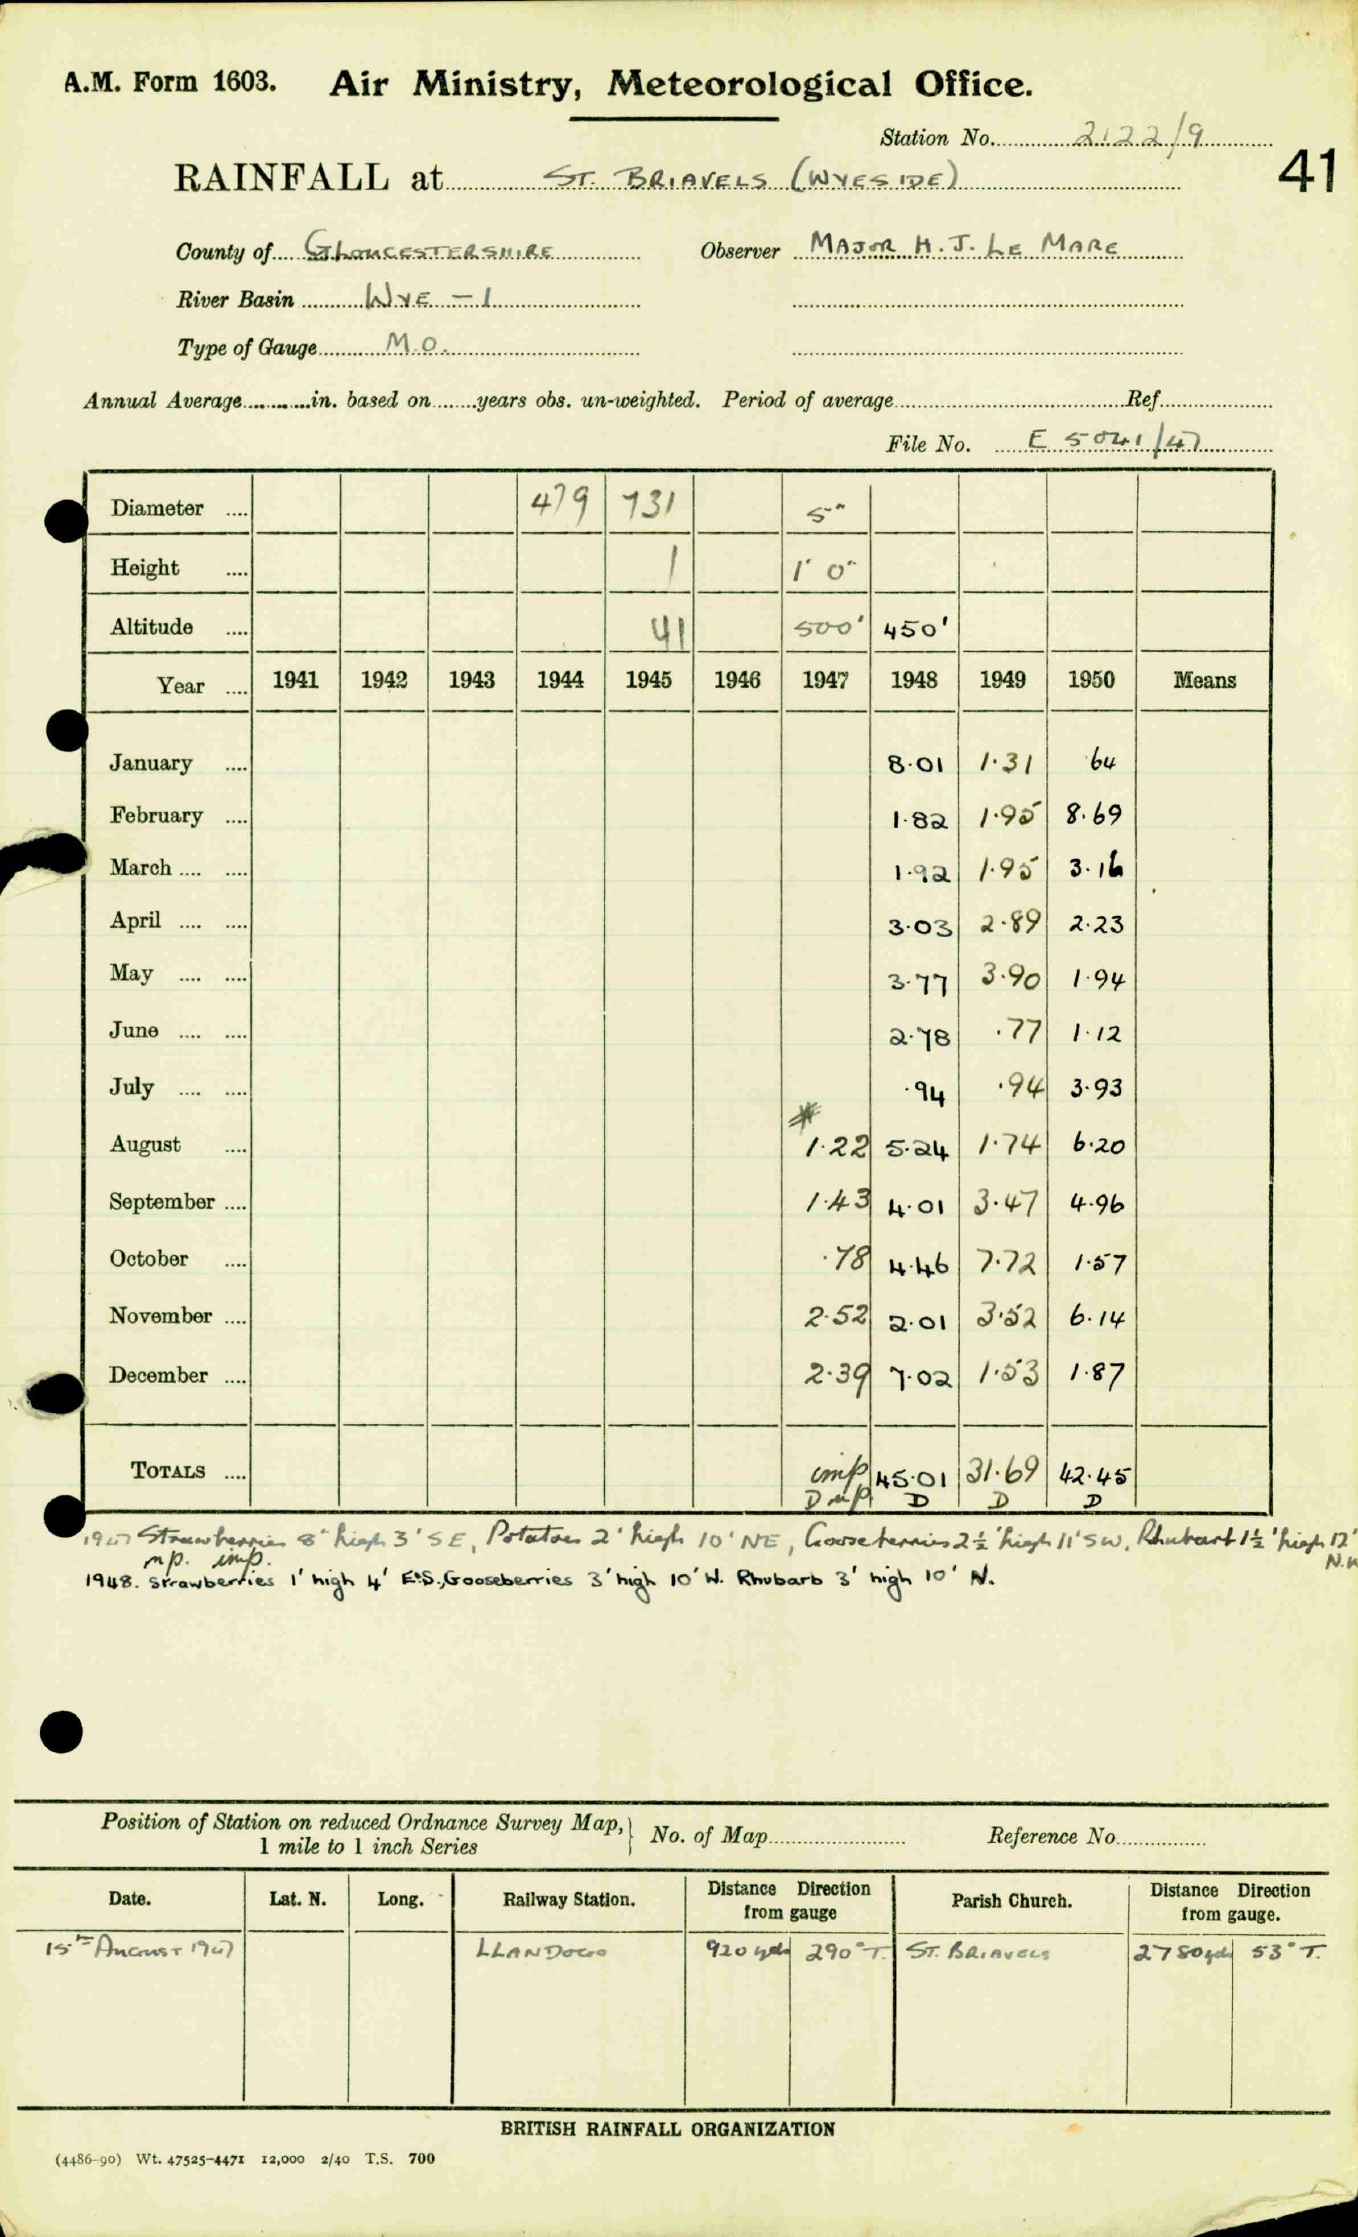 A.M. Form 1603. Air Ministry, Meteorological Office.
Station No. 2122/9
41
RAINFALL at ST. BRIAVELS (WYESIDE)
County of GLOUCESTERSHIRE Observer MAJOR H. J. LE MARE
River Basin WYE - 1
Type of Gauge M.O.
Annual Average in. based on years obs. un-weighted. Period of average Ref.
File No. E 5041/47
Diameter .... 479 731 5"
Height .... 1 1' 0"
Altitude .... 41 500' 450'
Year .... 1941 1942 1943 1944 1945 1946 1947 1948 1949 1950 Means
January .... 8.01 1.31 .64
February .... 1.82 1.95 8.69
March .... .... 1.92 1.95 3.16
April .... .... 3.03 2.89 2.23
May .... .... 3.77 3.90 1.94
June .... .... 2.78 .77 1.12
July .... .... .94 .94 3.93
August .... * 1.22 5.24 1.74 6.20
September .... 1.43 4.01 3.47 4.96
October .... .78 4.46 7.72 1.57
November .... 2.52 2.01 3.52 6.14
December .... 2.39 7.02 1.53 1.87
TOTALS .... imp 45.01 31.69 42.45
D mp D D D
1947 Strawberries 8" high 3' SE, Potatoes 2' high 10' NE, Gooseberries 2½' high 11' SW, Rhubarb 1½' high 12'
mp. imp. N.W
1948. Strawberries 1' high 4' E&S., Gooseberries 3' high 10' W. Rhubarb 3' high 10' N.
Position of Station on reduced Ordnance Survey Map, 1 mile to 1 inch Series } No. of Map Reference No.
Date. Lat. N. Long. Railway Station. Distance Direction from gauge Parish Church. Distance Direction from gauge.
15th AUGUST 1947 LLANDOGO 920 yds 290° T. ST. BRIAVELS 2780 yds 53° T.
BRITISH RAINFALL ORGANIZATION
(4486-90) Wt. 47525-4471 12,000 2/40 T.S. 700